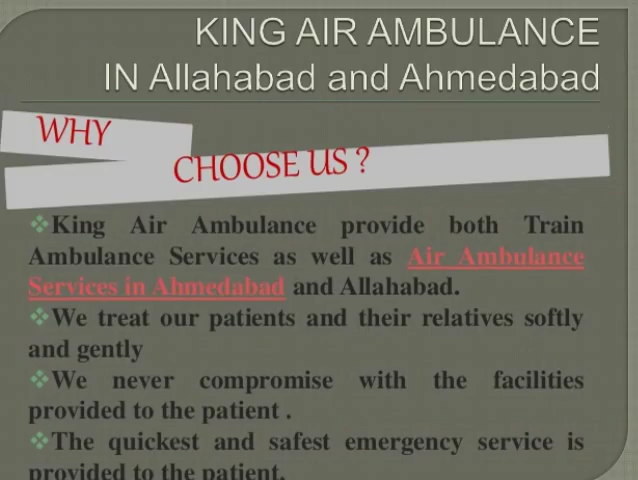 KING AIR AMBULANCE
IN Allahabad and Ahmedabad
WHY
CHOOSE US ?
❖King Air Ambulance provide both Train
Ambulance Services as well as Air Ambulance
Services in Ahmedabad and Allahabad.
❖We treat our patients and their relatives softly
and gently
❖We never compromise with the facilities
provided to the patient .
❖The quickest and safest emergency service is
provided to the patient.